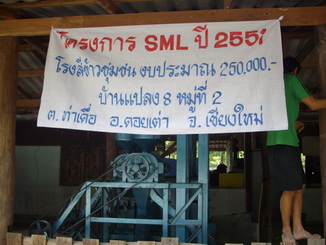 โครงการ SML ปี 2551
โรงสีข้าวชุมชน งบประมาณ 250,000.-
บ้านแปลง 8 หมู่ที่ 2
ต. ท่าเดื่อ อ. ดอยเต่า จ. เชียงใหม่